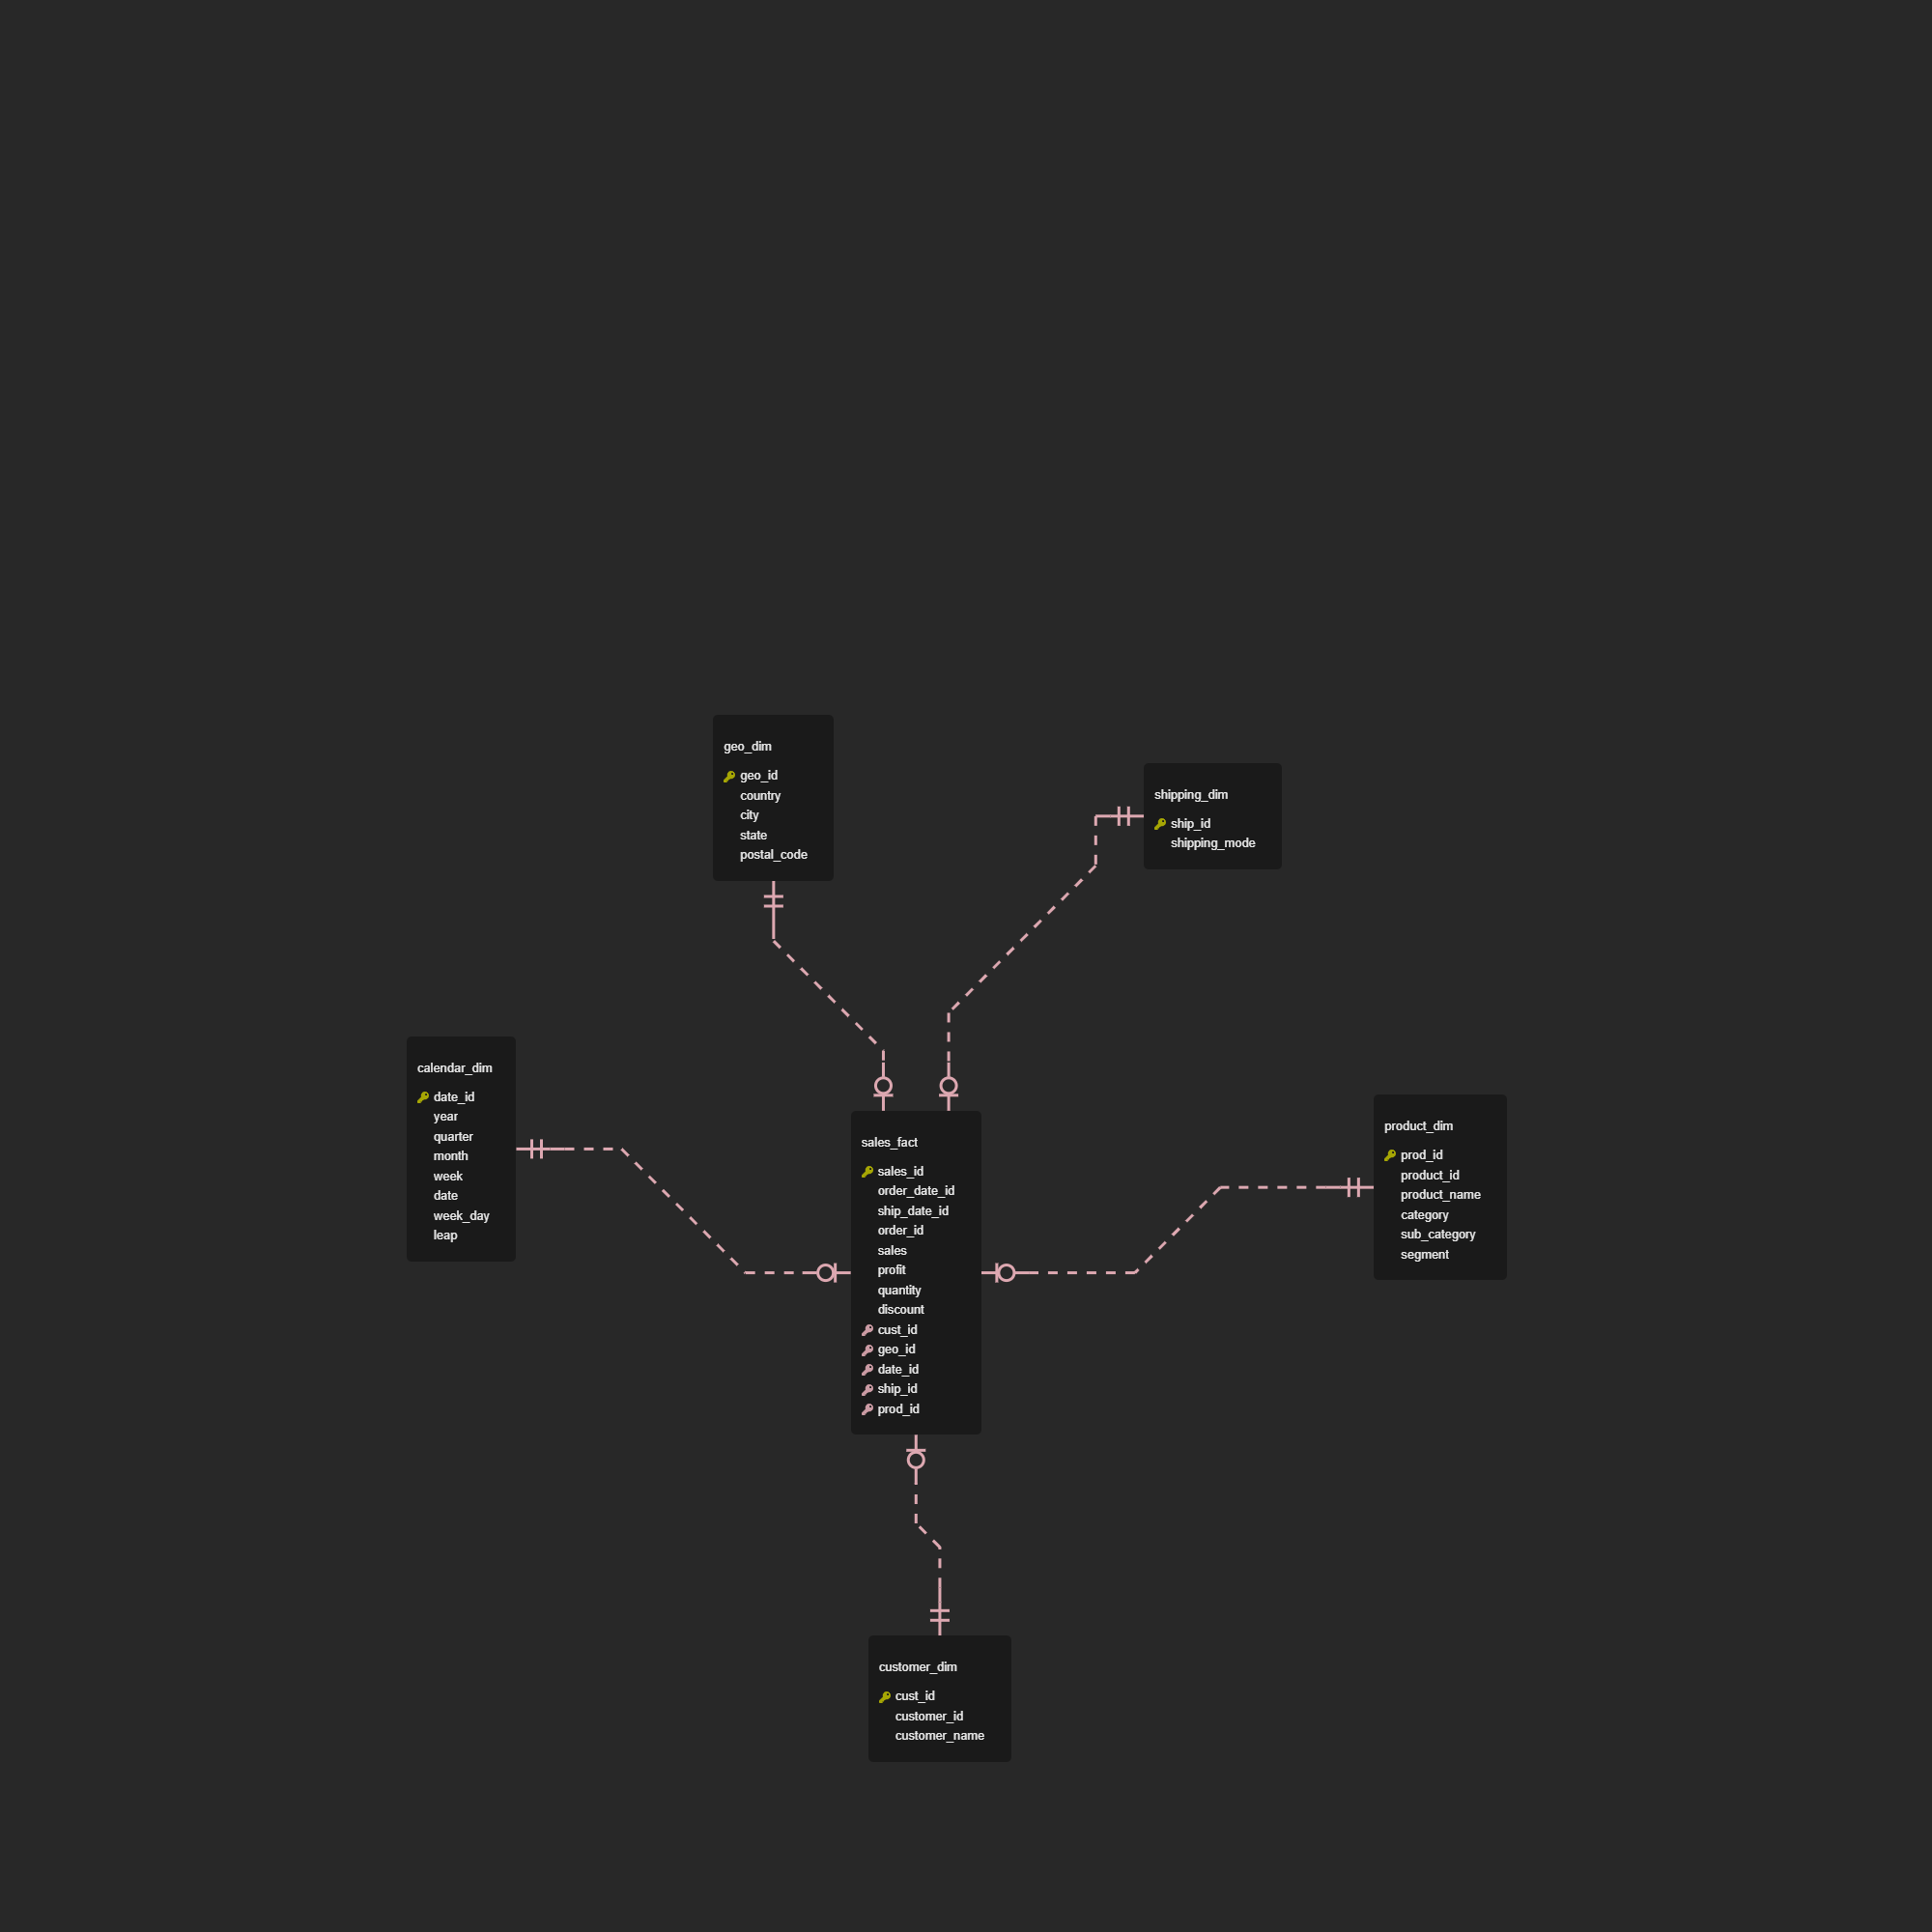 geo_dim
geo_id
country
city
state
postal_code
shipping_dim
ship_id
shipping_mode
calendar_dim
date_id
year
quarter
month
week
date
week_day
leap
sales_fact
sales_id
order_date_id
ship_date_id
order_id
sales
profit
quantity
discount
cust_id
geo_id
date_id
ship_id
prod_id
product_dim
prod_id
product_id
product_name
category
sub_category
segment
customer_dim
cust_id
customer_id
customer_name